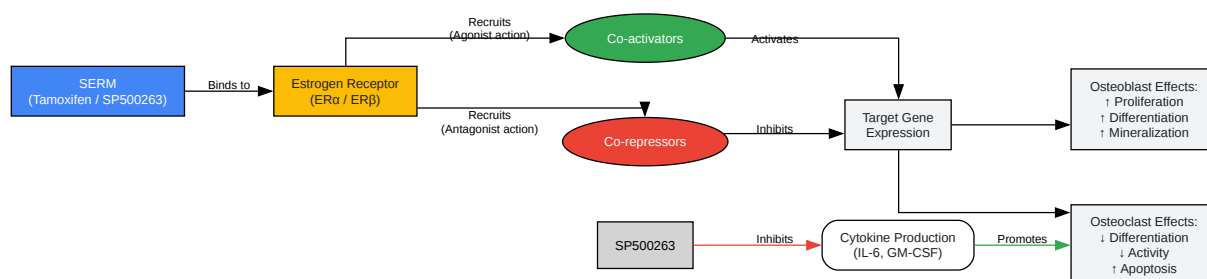 SERM
(Tamoxifen / SP500263)
Binds to
Estrogen Receptor
(ERα / ERβ)
Recruits
(Agonist action)
Co-activators
Activates
Recruits
(Antagonist action)
Co-repressors
Inhibits
Target Gene
Expression
Osteoblast Effects:
↑ Proliferation
↑ Differentiation
↑ Mineralization
SP500263
Inhibits
Cytokine Production
(IL-6, GM-CSF)
Promotes
Osteoclast Effects:
↓ Differentiation
↓ Activity
↑ Apoptosis